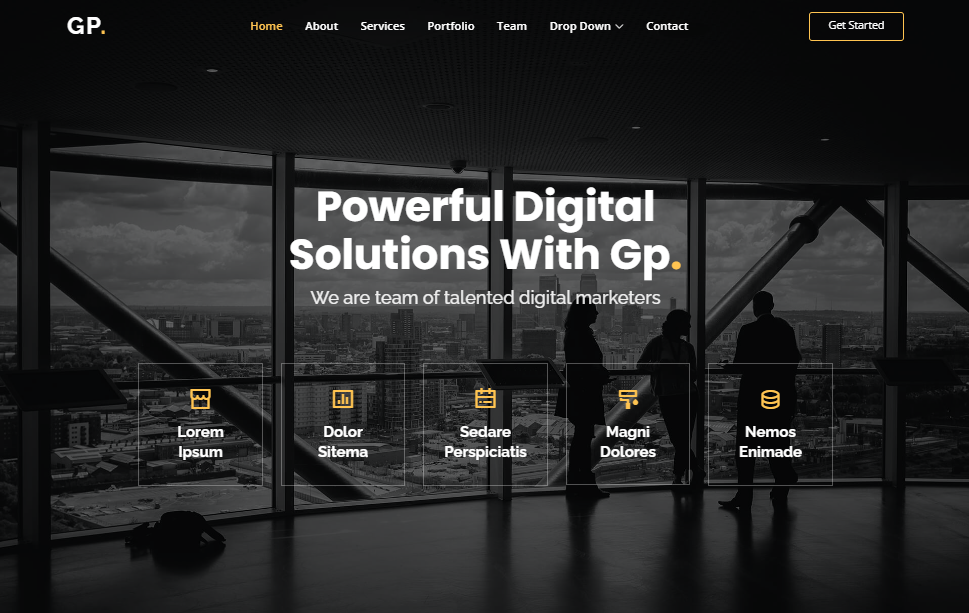 GP.
Home About Services Portfolio Team Drop Down Contact
Get Started
Powerful Digital
Solutions With Gp.
We are team of talented digital marketers
Lorem
Ipsum
Dolor
Sitema
Sedare
Perspiciatis
Magni
Dolores
Nemos
Enimade